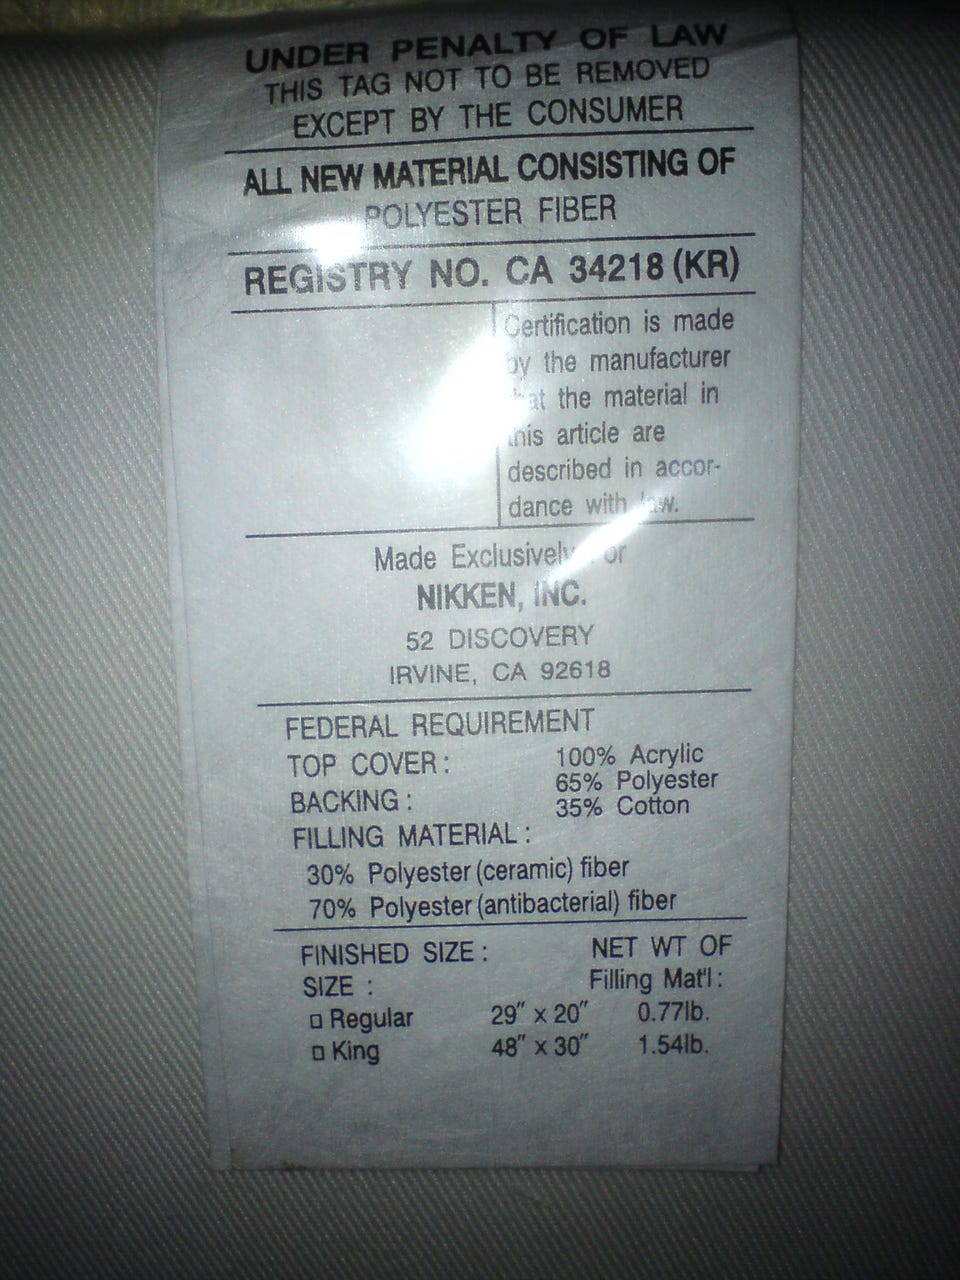 UNDER PENALTY OF LAW
THIS TAG NOT TO BE REMOVED
EXCEPT BY THE CONSUMER
ALL NEW MATERIAL CONSISTING OF
POLYESTER FIBER
REGISTRY NO. CA 34218 (KR)
Certification is made
by the manufacturer
that the material in
this article are
described in accor-
dance with law.
Made Exclusively for
NIKKEN, INC.
52 DISCOVERY
IRVINE, CA 92618
FEDERAL REQUIREMENT
TOP COVER: 100% Acrylic
65% Polyester
BACKING: 35% Cotton
FILLING MATERIAL:
30% Polyester (ceramic) fiber
70% Polyester (antibacterial) fiber
FINISHED SIZE: NET WT OF
SIZE: Filling Mat'l:
Regular 29" x 20" 0.77lb.
King 48" x 30" 1.54lb.